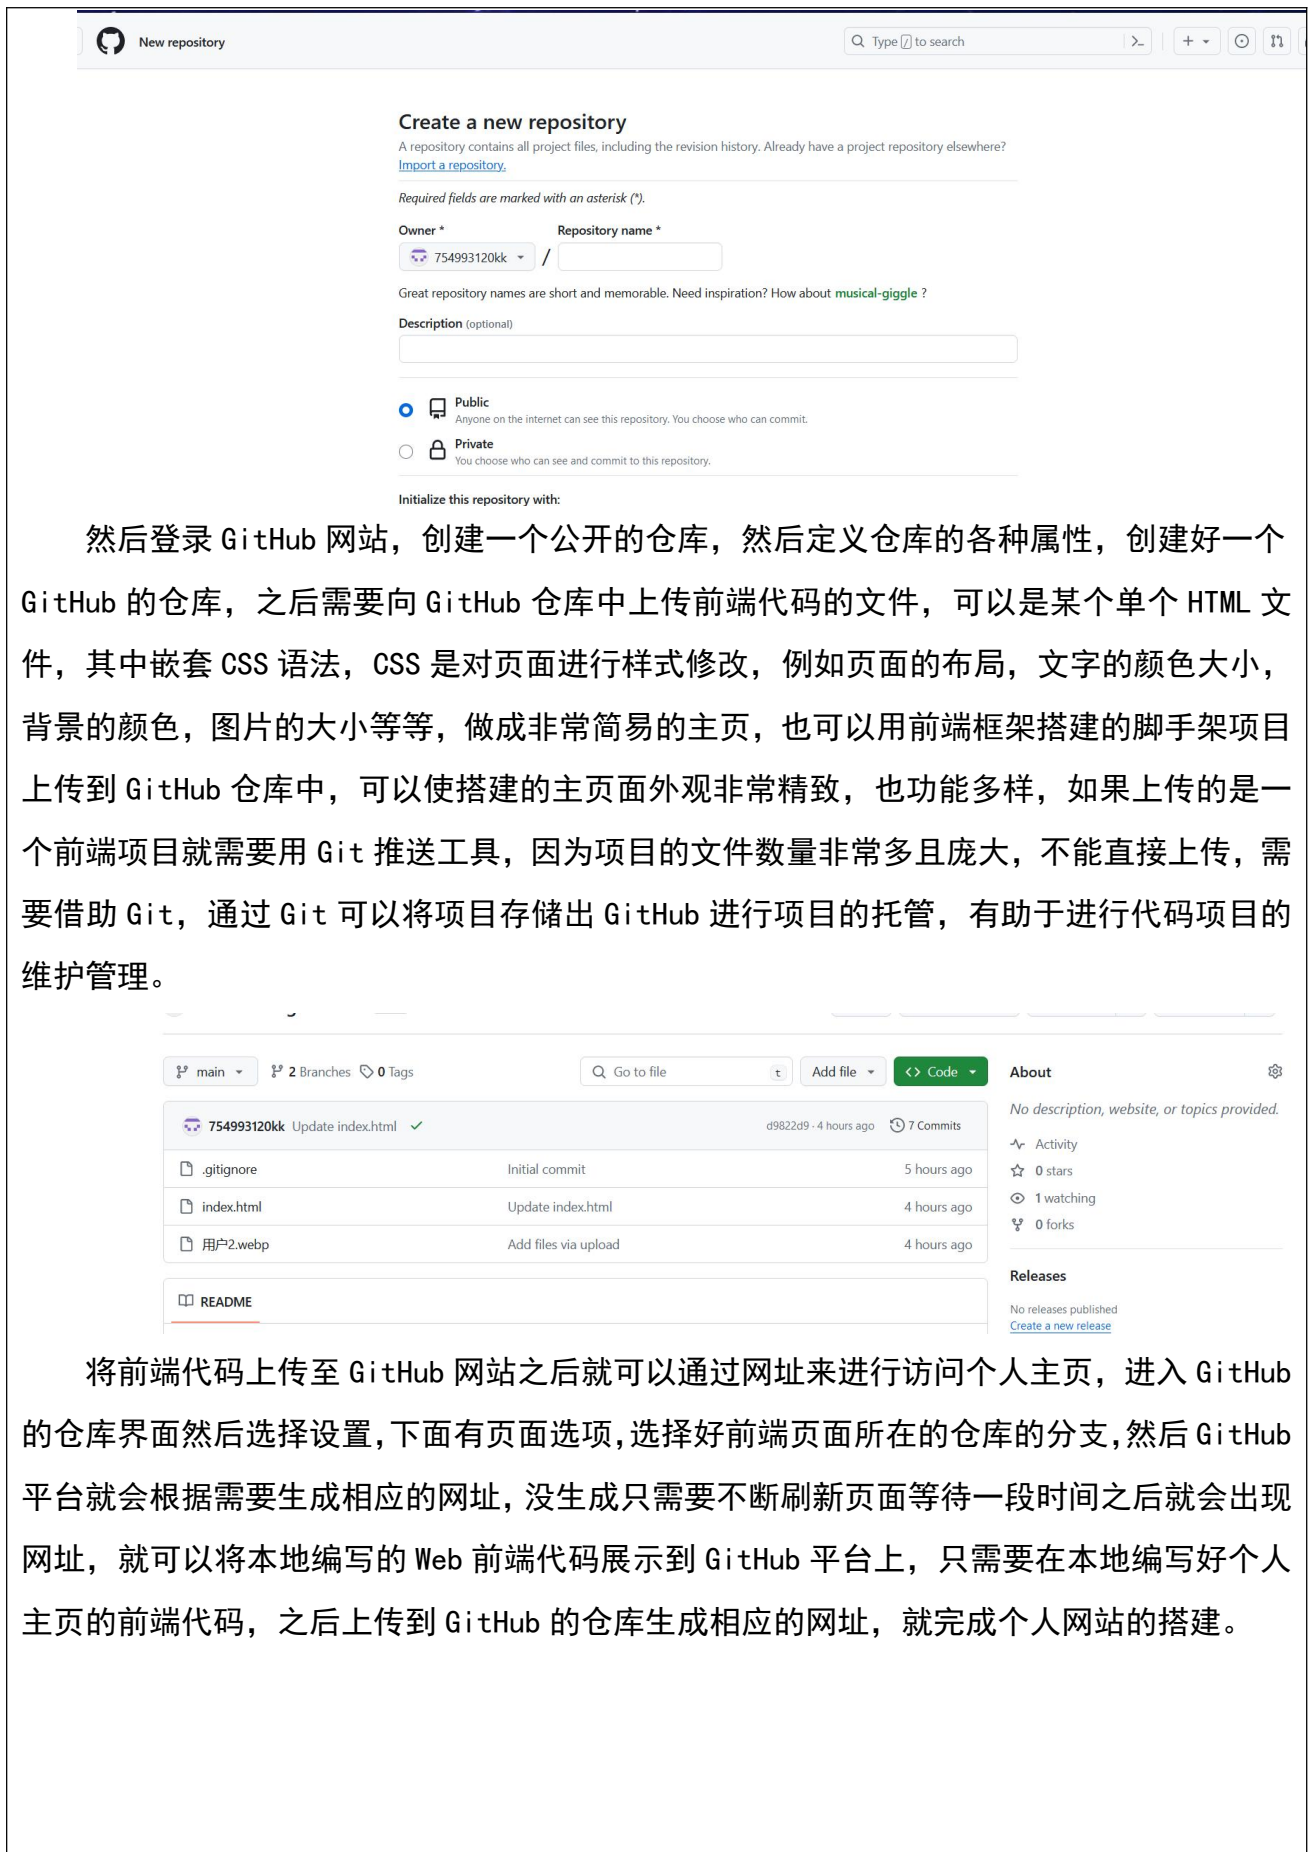 New repository
Type / to search
Create a new repository
A repository contains all project files, including the revision history. Already have a project repository elsewhere?
Import a repository.
Required fields are marked with an asterisk (*).
Owner * Repository name *
754993120kk /
Great repository names are short and memorable. Need inspiration? How about musical-giggle ?
Description (optional)
Public
Anyone on the internet can see this repository. You choose who can commit.
Private
You choose who can see and commit to this repository.
Initialize this repository with:
然后登录 GitHub 网站，创建一个公开的仓库，然后定义仓库的各种属性，创建好一个
GitHub 的仓库，之后需要向 GitHub 仓库中上传前端代码的文件，可以是某个单个 HTML 文
件，其中嵌套 CSS 语法，CSS 是对页面进行样式修改，例如页面的布局，文字的颜色大小，
背景的颜色，图片的大小等等，做成非常简易的主页，也可以用前端框架搭建的脚手架项目
上传到 GitHub 仓库中，可以使搭建的主页面外观非常精致，也功能多样，如果上传的是一
个前端项目就需要用 Git 推送工具，因为项目的文件数量非常多且庞大，不能直接上传，需
要借助 Git，通过 Git 可以将项目存储出 GitHub 进行项目的托管，有助于进行代码项目的
维护管理。
main 2 Branches 0 Tags Go to file t Add file <> Code About
No description, website, or topics provided.
754993120kk Update index.html d9822d9 · 4 hours ago 7 Commits
Activity
.gitignore Initial commit 5 hours ago
0 stars
1 watching
index.html Update index.html 4 hours ago
0 forks
用户2.webp Add files via upload 4 hours ago
Releases
README
No releases published
Create a new release
将前端代码上传至 GitHub 网站之后就可以通过网址来进行访问个人主页，进入 GitHub
的仓库界面然后选择设置，下面有页面选项，选择好前端页面所在的仓库的分支，然后 GitHub
平台就会根据需要生成相应的网址，没生成只需要不断刷新页面等待一段时间之后就会出现
网址，就可以将本地编写的 Web 前端代码展示到 GitHub 平台上，只需要在本地编写好个人
主页的前端代码，之后上传到 GitHub 的仓库生成相应的网址，就完成个人网站的搭建。